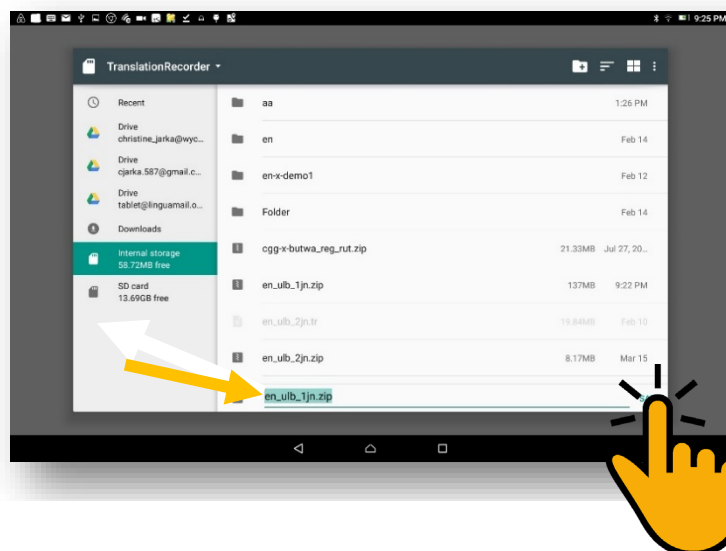 9:25 PM
TranslationRecorder
Recent
Drive
christine_jarka@wyc...
Drive
cjarka.587@gmail.c...
Drive
tablet@linguamail.o...
Downloads
Internal storage
58.72MB free
SD card
13.69GB free
aa 1:26 PM
en Feb 14
en-x-demo1 Feb 12
Folder Feb 14
cgg-x-butwa_reg_rut.zip 21.33MB Jul 27, 20...
en_ulb_1jn.zip 137MB 9:22 PM
en_ulb_2jn.tr 19.84MB Feb 10
en_ulb_2jn.zip 8.17MB Mar 15
en_ulb_1jn.zip